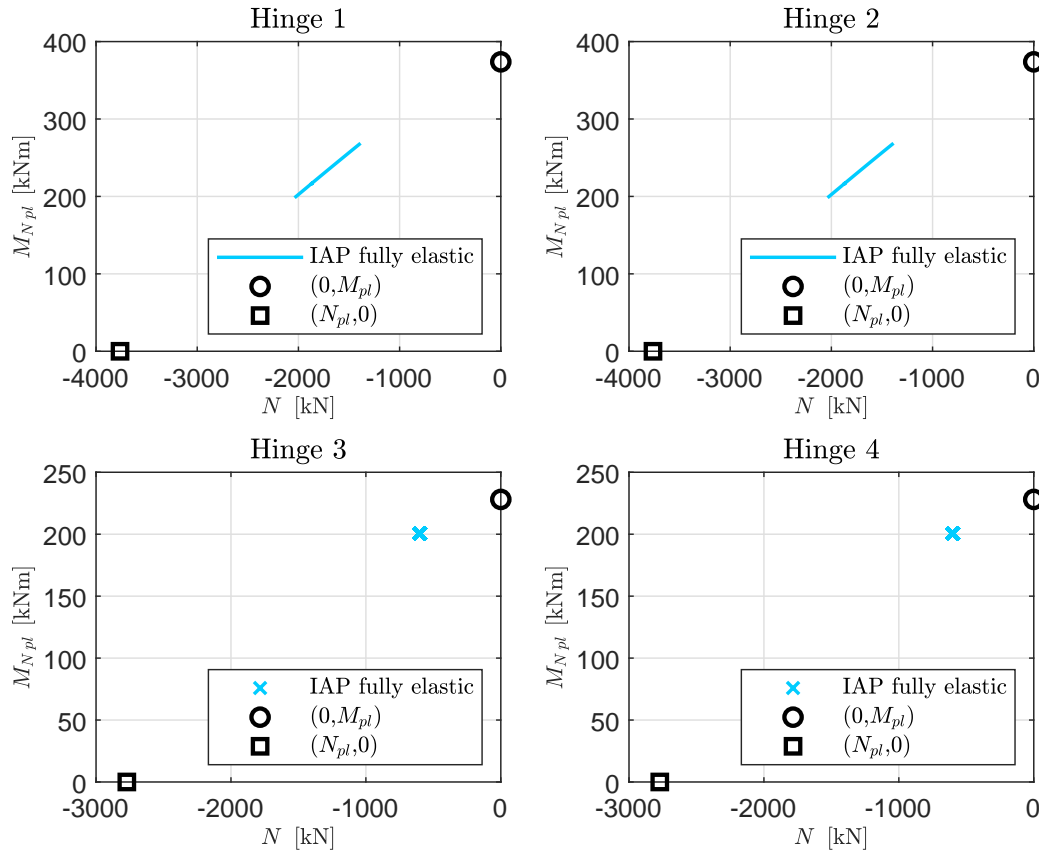 Hinge 1
400
300
200
100
0
M_{N pl} [kNm]
-4000
-3000
-2000
-1000
0
N [kN]
IAP fully elastic
(0,M_{pl})
(N_{pl},0)
Hinge 2
400
300
200
100
0
M_{N pl} [kNm]
-4000
-3000
-2000
-1000
0
N [kN]
IAP fully elastic
(0,M_{pl})
(N_{pl},0)
Hinge 3
250
200
150
100
50
0
M_{N pl} [kNm]
-3000
-2000
-1000
0
N [kN]
IAP fully elastic
(0,M_{pl})
(N_{pl},0)
Hinge 4
250
200
150
100
50
0
M_{N pl} [kNm]
-3000
-2000
-1000
0
N [kN]
IAP fully elastic
(0,M_{pl})
(N_{pl},0)